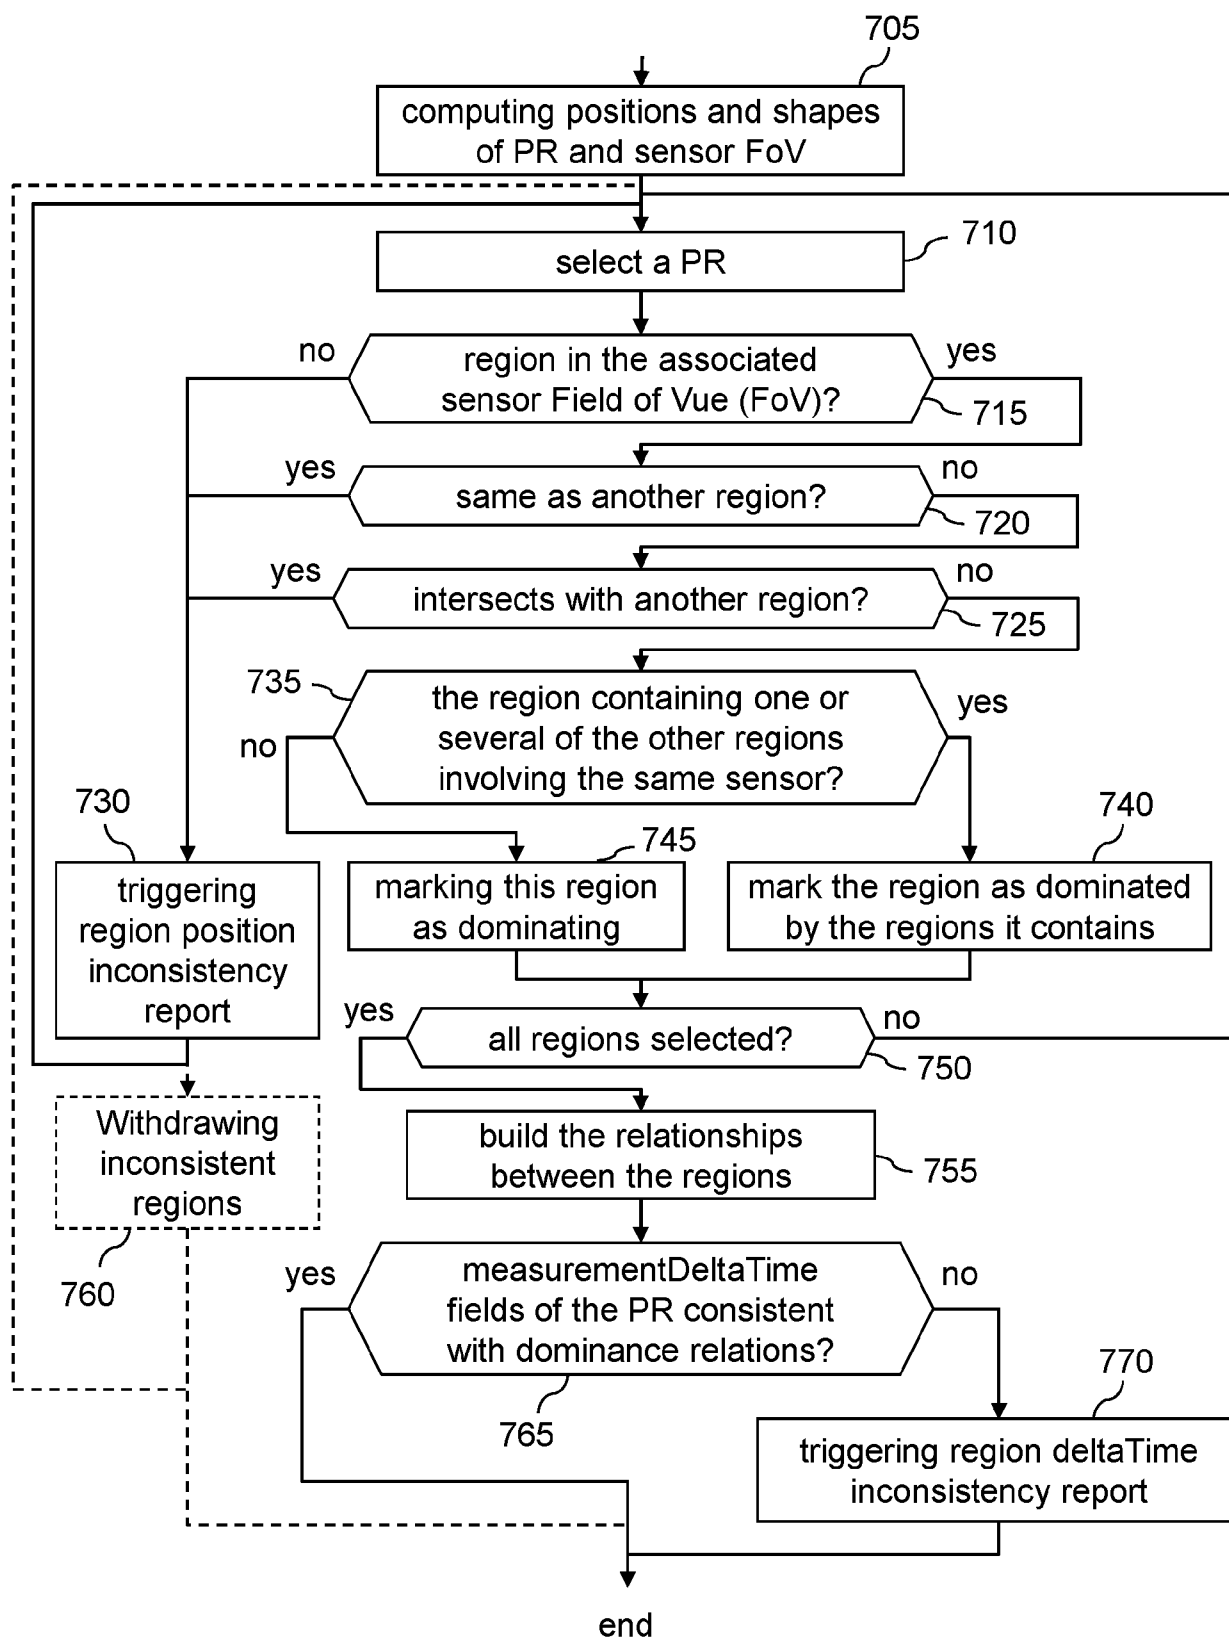 705
computing positions and shapes
of PR and sensor FoV
710
select a PR
no
region in the associated
sensor Field of Vue (FoV)?
yes
715
yes
same as another region?
no
720
yes
intersects with another region?
no
725
735
the region containing one or
several of the other regions
involving the same sensor?
yes
no
730
745
740
triggering
region position
inconsistency
report
marking this region
as dominating
mark the region as dominated
by the regions it contains
yes
all regions selected?
no
750
Withdrawing
inconsistent
regions
760
build the relationships
between the regions
755
yes
measurementDeltaTime
fields of the PR consistent
with dominance relations?
no
765
770
triggering region deltaTime
inconsistency report
end